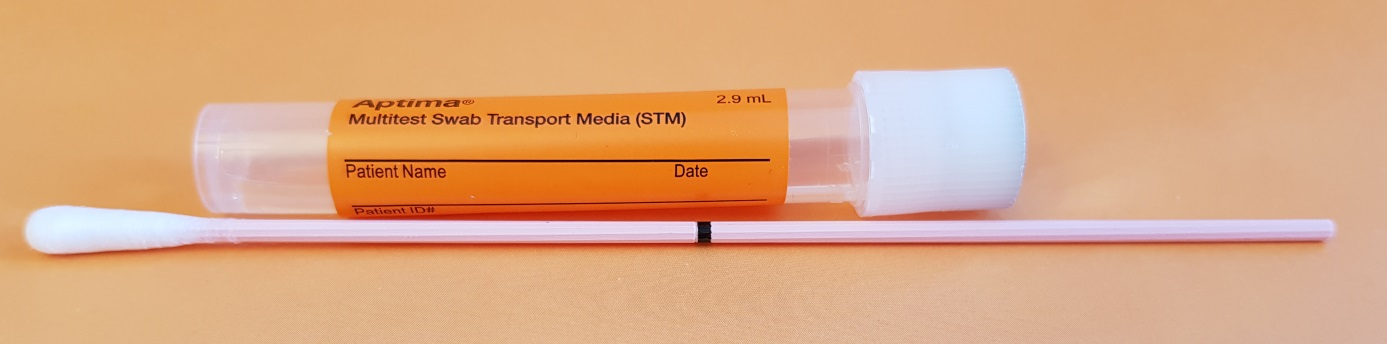 Aptima® 2.9 mL
Multitest Swab Transport Media (STM)
Patient Name Date
Patient ID#